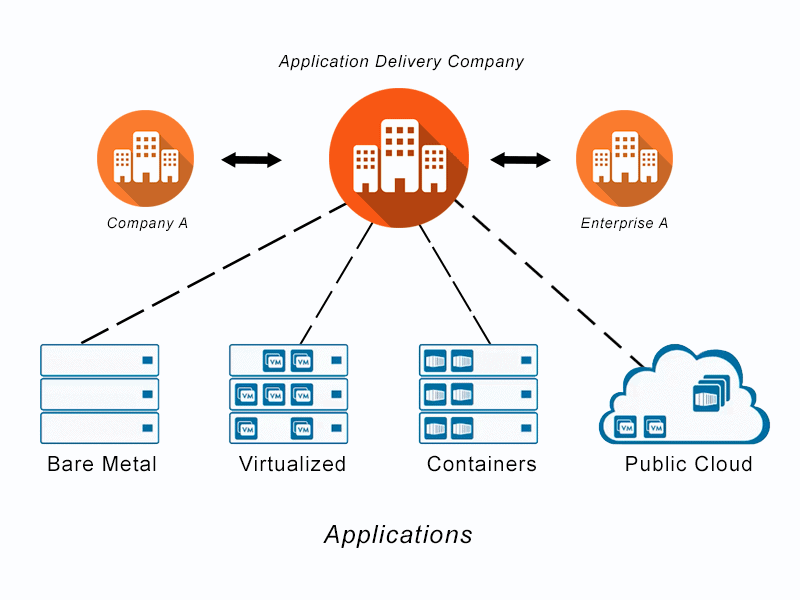 Application Delivery Company
Company A
Enterprise A
VM VM
VM VM VM
VM VM
VM VM
Bare Metal
Virtualized
Containers
Public Cloud
Applications